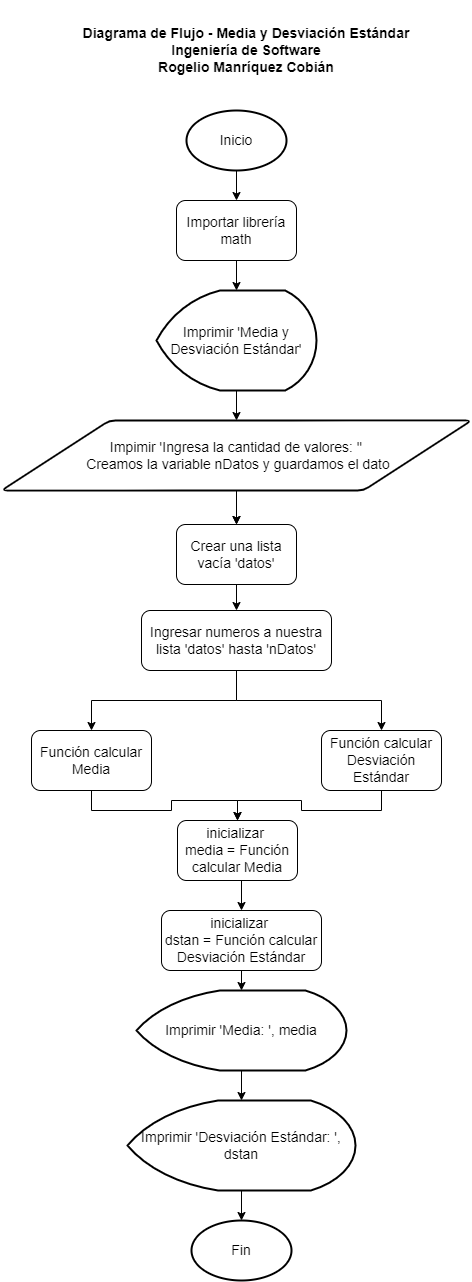 Diagrama de Flujo - Media y Desviación Estándar
Ingeniería de Software
Rogelio Manríquez Cobián
Inicio
Importar librería
math
Imprimir 'Media y
Desviación Estándar'
Impimir 'Ingresa la cantidad de valores: "
Creamos la variable nDatos y guardamos el dato
Crear una lista
vacía 'datos'
Ingresar numeros a nuestra
lista 'datos' hasta 'nDatos'
Función calcular
Media
Función calcular
Desviación
Estándar
inicializar
media = Función
calcular Media
inicializar
dstan = Función calcular
Desviación Estándar
Imprimir 'Media: ', media
Imprimir 'Desviación Estándar: ',
dstan
Fin